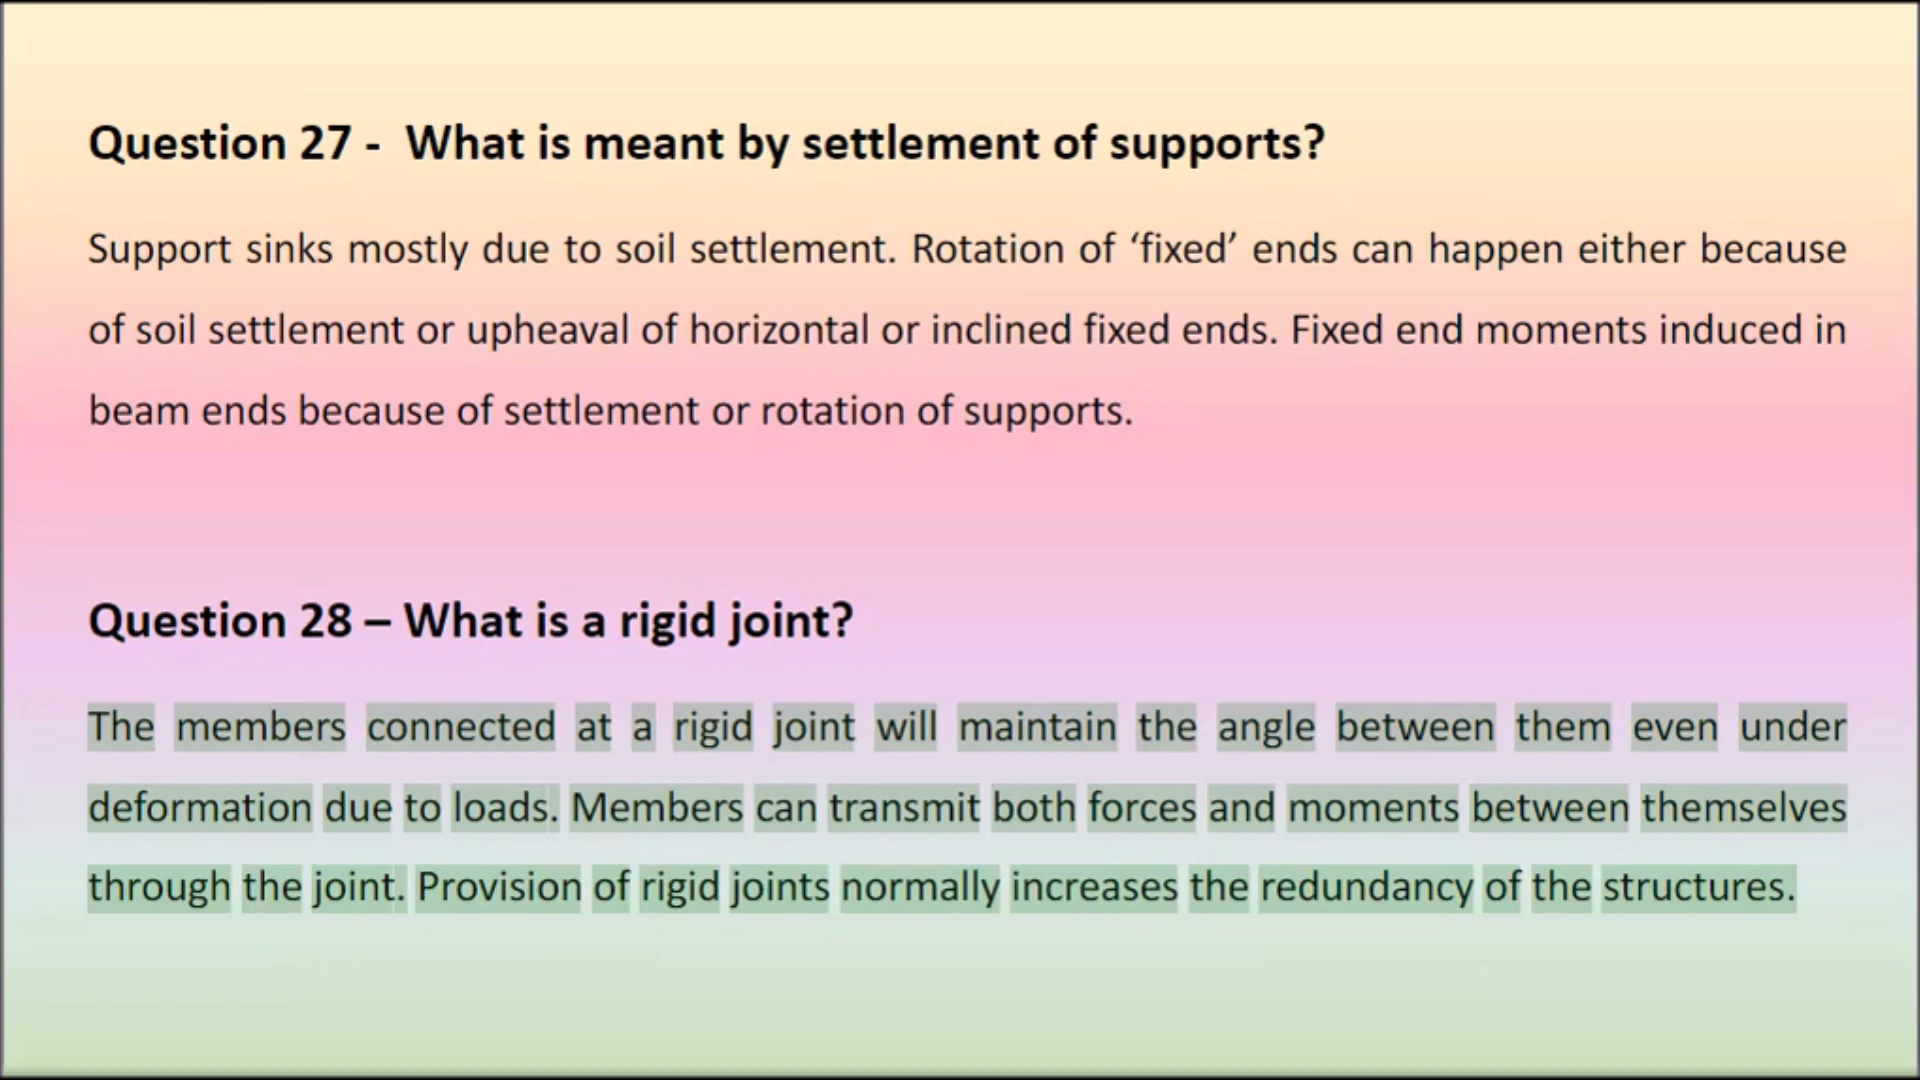 Question 27 -  What is meant by settlement of supports?
Support sinks mostly due to soil settlement. Rotation of ‘fixed’ ends can happen either because
of soil settlement or upheaval of horizontal or inclined fixed ends. Fixed end moments induced in
beam ends because of settlement or rotation of supports.
Question 28 – What is a rigid joint?
The members connected at a rigid joint will maintain the angle between them even under
deformation due to loads. Members can transmit both forces and moments between themselves
through the joint. Provision of rigid joints normally increases the redundancy of the structures.